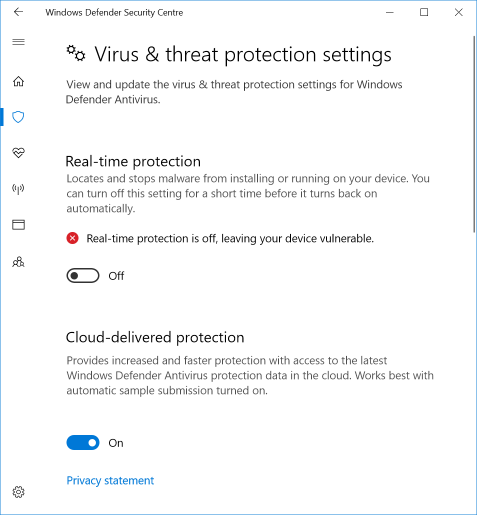 Windows Defender Security Centre
Virus & threat protection settings
View and update the virus & threat protection settings for Windows
Defender Antivirus.
Real-time protection
Locates and stops malware from installing or running on your device. You
can turn off this setting for a short time before it turns back on
automatically.
Real-time protection is off, leaving your device vulnerable.
Off
Cloud-delivered protection
Provides increased and faster protection with access to the latest
Windows Defender Antivirus protection data in the cloud. Works best with
automatic sample submission turned on.
On
Privacy statement